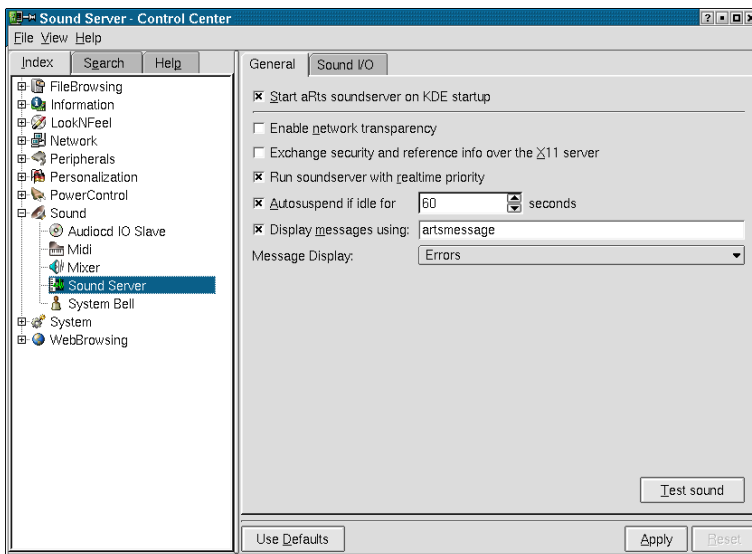 Sound Server - Control Center
File View Help
Index Search Help
FileBrowsing
Information
LookNFeel
Network
Peripherals
Personalization
PowerControl
Sound
Audiocd IO Slave
Midi
Mixer
Sound Server
System Bell
System
WebBrowsing
General Sound I/O
Start aRts soundserver on KDE startup
Enable network transparency
Exchange security and reference info over the X11 server
Run soundserver with realtime priority
Autosuspend if idle for 60 seconds
Display messages using: artsmessage
Message Display: Errors
Test sound
Use Defaults Apply Reset